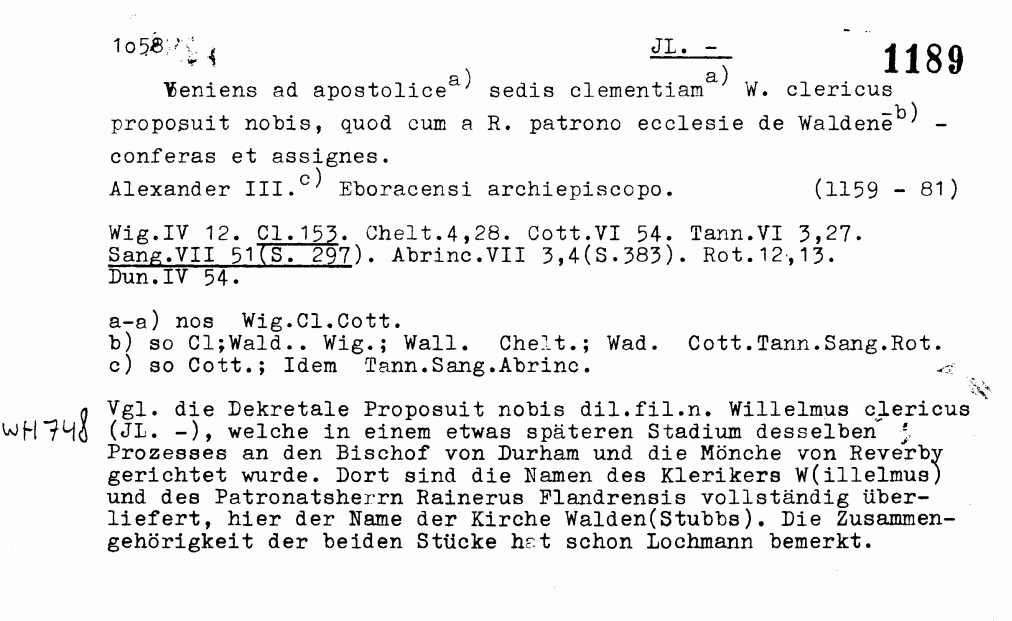 1058 JL. - 1189
Veniens ad apostolice a) sedis clementiam a) W. clericus
proposuit nobis, quod cum a R. patrono ecclesie de Waldenē b) -
conferas et assignes.
Alexander III. c) Eboracensi archiepiscopo. (1159 - 81)
Wig.IV 12. Cl.153. Chelt.4,28. Cott.VI 54. Tann.VI 3,27.
Sang.VII 51(S. 297). Abrinc.VII 3,4(S.383). Rot.12,13.
Dun.IV 54.
a-a) nos Wig.Cl.Cott.
b) so Cl;Wald.. Wig.; Wall. Chelt.; Wad. Cott.Tann.Sang.Rot.
c) so Cott.; Idem Tann.Sang.Abrinc.
Vgl. die Dekretale Proposuit nobis dil.fil.n. Willelmus clericus
WH 748 (JL. -), welche in einem etwas späteren Stadium desselben
Prozesses an den Bischof von Durham und die Mönche von Reverby
gerichtet wurde. Dort sind die Namen des Klerikers W(illelmus)
und des Patronatsherrn Rainerus Flandrensis vollständig über-
liefert, hier der Name der Kirche Walden(Stubbs). Die Zusammen-
gehörigkeit der beiden Stücke hat schon Lochmann bemerkt.